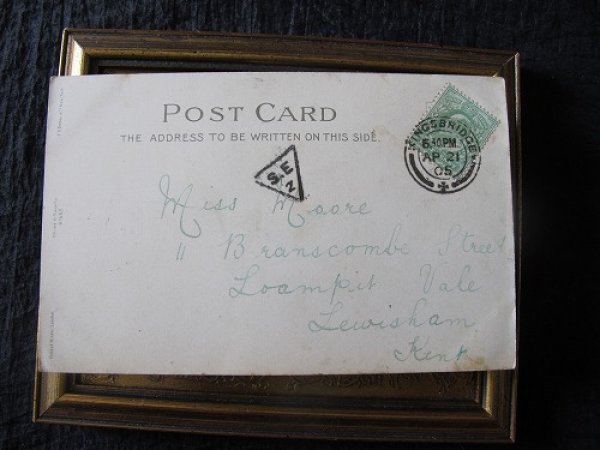 POST CARD
THE ADDRESS TO BE WRITTEN ON THIS SIDE.
KINGSBRIDGE
6.30PM
AP 21
05
S.E
2
Miss Moore
11 Branscombe Street
Loampit Vale
Lewisham
Kent